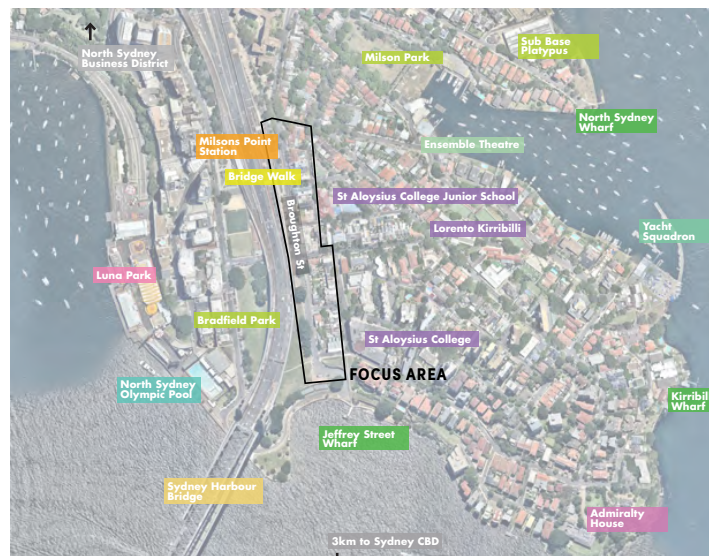 North Sydney
Business District
Sub Base
Platypus
Milson Park
North Sydney
Wharf
Milsons Point
Station
Ensemble Theatre
Bridge Walk
St Aloysius College Junior School
Broughton St
Lorento Kirribilli
Yacht
Squadron
Luna Park
Bradfield Park
St Aloysius College
FOCUS AREA
North Sydney
Olympic Pool
Kirribil
Wharf
Jeffrey Street
Wharf
Sydney Harbour
Bridge
Admiralty
House
3km to Sydney CBD